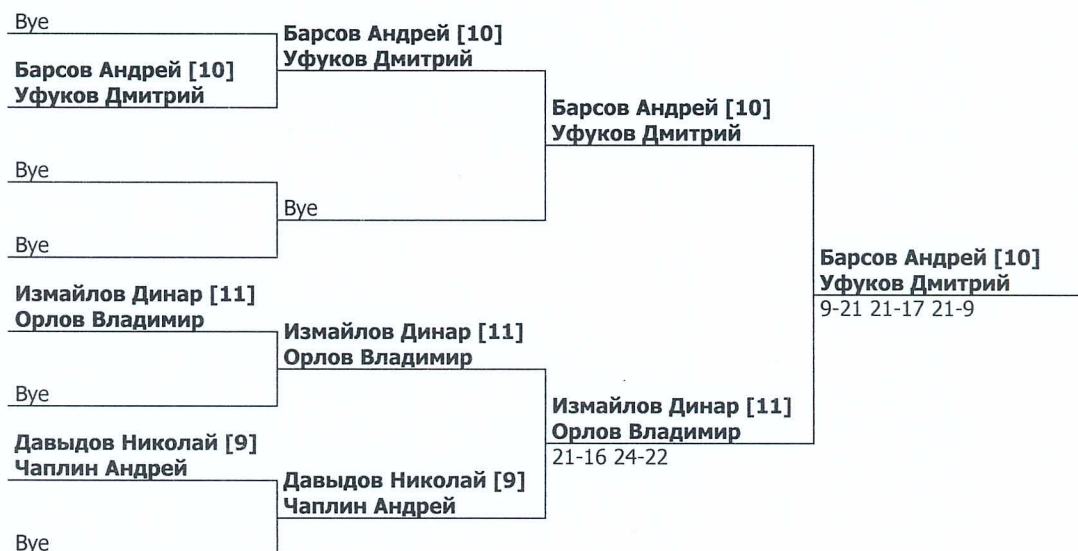 Bye
Барсов Андрей [10]
Уфуков Дмитрий
Bye
Bye
Измайлов Динар [11]
Орлов Владимир
Bye
Давыдов Николай [9]
Чаплин Андрей
Bye
Барсов Андрей [10]
Уфуков Дмитрий
Bye
Измайлов Динар [11]
Орлов Владимир
Давыдов Николай [9]
Чаплин Андрей
Барсов Андрей [10]
Уфуков Дмитрий
Измайлов Динар [11]
Орлов Владимир
21-16 24-22
Барсов Андрей [10]
Уфуков Дмитрий
9-21 21-17 21-9